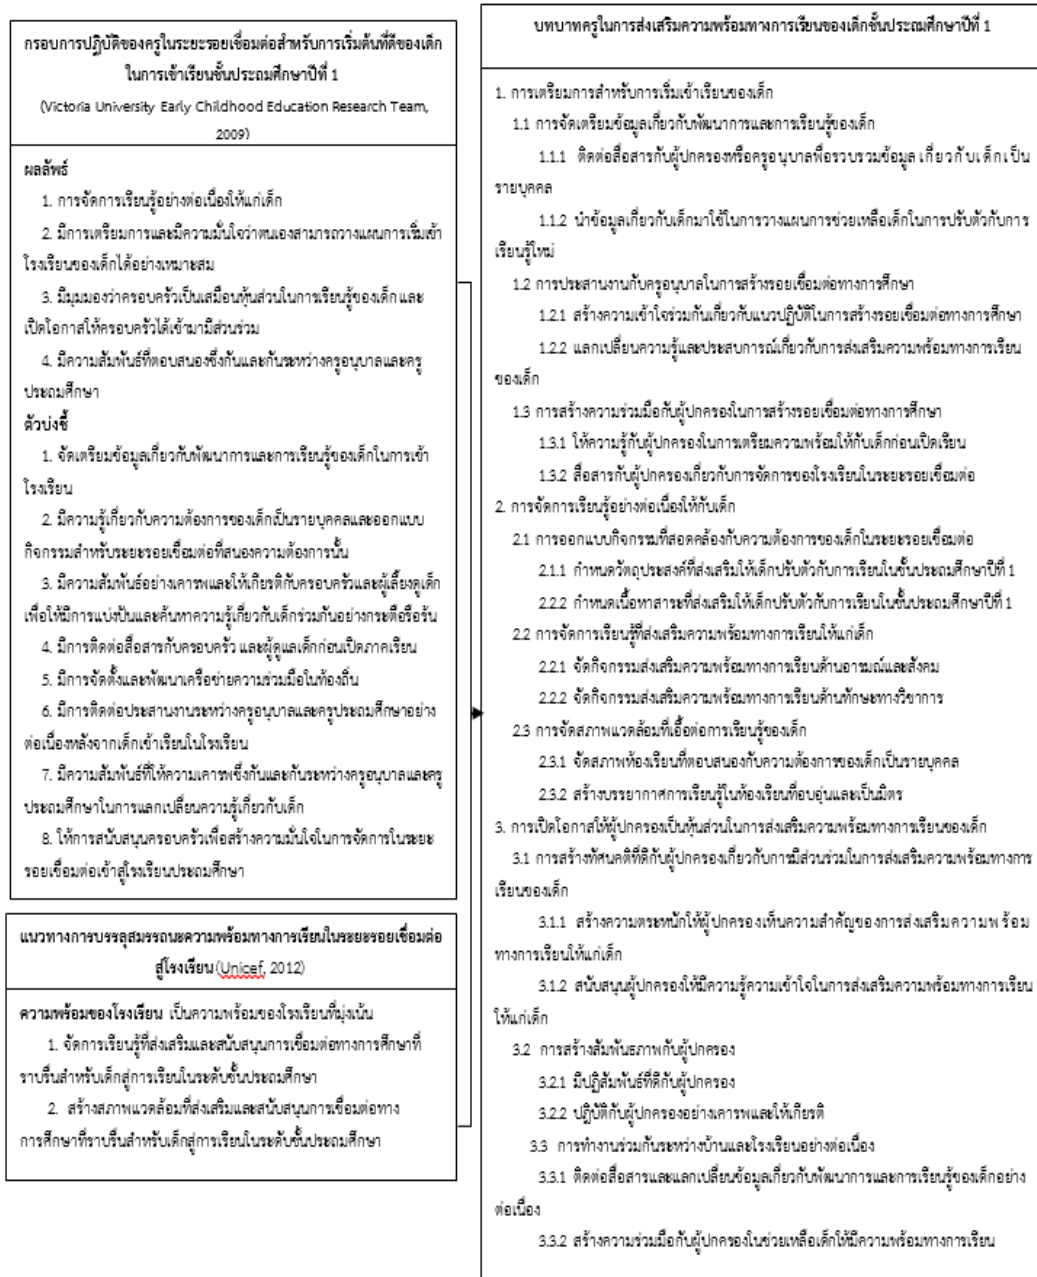 กรอบการปฏิบัติของครูในระยะรอยเชื่อมต่อสำหรับการเริ่มต้นที่ดีของเด็ก
ในการเข้าเรียนชั้นประถมศึกษาปีที่ 1
(Victoria University Early Childhood Education Research Team,
2009)
ผลลัพธ์
1. การจัดการเรียนรู้อย่างต่อเนื่องให้แก่เด็ก
2. มีการเตรียมการและมีความมั่นใจว่าตนเองสามารถวางแผนการเริ่มเข้า
โรงเรียนของเด็กได้อย่างเหมาะสม
3. มีมุมมองว่าครอบครัวเป็นเสมือนหุ้นส่วนในการเรียนรู้ของเด็ก และ
เปิดโอกาสให้ครอบครัวได้เข้ามามีส่วนร่วม
4. มีความสัมพันธ์ที่ตอบสนองซึ่งกันและกันระหว่างครูอนุบาลและครู
ประถมศึกษา
ตัวบ่งชี้
1. จัดเตรียมข้อมูลเกี่ยวกับพัฒนาการและการเรียนรู้ของเด็กในการเข้า
โรงเรียน
2. มีความรู้เกี่ยวกับความต้องการของเด็กเป็นรายบุคคลและออกแบบ
กิจกรรมสำหรับระยะรอยเชื่อมต่อที่สนองความต้องการนั้น
3. มีความสัมพันธ์อย่างเคารพและให้เกียรติกับครอบครัวและผู้เลี้ยงดูเด็ก
เพื่อให้มีการแบ่งปันและค้นหาความรู้เกี่ยวกับเด็กร่วมกันอย่างกระตือรือร้น
4. มีการติดต่อสื่อสารกับครอบครัว และผู้ดูแลเด็กก่อนเปิดภาคเรียน
5. มีการจัดตั้งและพัฒนาเครือข่ายความร่วมมือในท้องถิ่น
6. มีการติดต่อประสานงานระหว่างครูอนุบาลและครูประถมศึกษาอย่าง
ต่อเนื่องหลังจากเด็กเข้าเรียนในโรงเรียน
7. มีความสัมพันธ์ที่ให้ความเคารพซึ่งกันและกันระหว่างครูอนุบาลและครู
ประถมศึกษาในการแลกเปลี่ยนความรู้เกี่ยวกับเด็ก
8. ให้การสนับสนุนครอบครัวเพื่อสร้างความมั่นใจในการจัดการในระยะ
รอยเชื่อมต่อเข้าสู่โรงเรียนประถมศึกษา
แนวทางการบรรลุสมรรถนะความพร้อมทางการเรียนในระยะรอยเชื่อมต่อ
สู่โรงเรียน (Unicef, 2012)
ความพร้อมของโรงเรียน เป็นความพร้อมของโรงเรียนที่มุ่งเน้น
1. จัดการเรียนรู้ที่ส่งเสริมและสนับสนุนการเชื่อมต่อทางการศึกษาที่
ราบรื่นสำหรับเด็กสู่การเรียนในระดับชั้นประถมศึกษา
2. สร้างสภาพแวดล้อมที่ส่งเสริมและสนับสนุนการเชื่อมต่อทาง
การศึกษาที่ราบรื่นสำหรับเด็กสู่การเรียนในระดับชั้นประถมศึกษา
บทบาทครูในการส่งเสริมความพร้อมทางการเรียนของเด็กชั้นประถมศึกษาปีที่ 1
1. การเตรียมการสำหรับการเริ่มเข้าเรียนของเด็ก
1.1 การจัดเตรียมข้อมูลเกี่ยวกับพัฒนาการและการเรียนรู้ของเด็ก
1.1.1 ติดต่อสื่อสารกับผู้ปกครองหรือครูอนุบาลเพื่อรวบรวมข้อมูล เกี่ยวกับเด็กเป็น
รายบุคคล
1.1.2 นำข้อมูลเกี่ยวกับเด็กมาใช้ในการวางแผนการช่วยเหลือเด็กในการปรับตัวกับการ
เรียนรู้ใหม่
1.2 การประสานงานกับครูอนุบาลในการสร้างรอยเชื่อมต่อทางการศึกษา
1.2.1 สร้างความเข้าใจร่วมกันเกี่ยวกับแนวปฏิบัติในการสร้างรอยเชื่อมต่อทางการศึกษา
1.2.2 แลกเปลี่ยนความรู้และประสบการณ์เกี่ยวกับการส่งเสริมความพร้อมทางการเรียน
ของเด็ก
1.3 การสร้างความร่วมมือกับผู้ปกครองในการสร้างรอยเชื่อมต่อทางการศึกษา
1.3.1 ให้ความรู้กับผู้ปกครองในการเตรียมความพร้อมให้กับเด็กก่อนเปิดเรียน
1.3.2 สื่อสารกับผู้ปกครองเกี่ยวกับการจัดการของโรงเรียนในระยะรอยเชื่อมต่อ
2. การจัดการเรียนรู้อย่างต่อเนื่องให้กับเด็ก
2.1 การออกแบบกิจกรรมที่สอดคล้องกับความต้องการของเด็กในระยะรอยเชื่อมต่อ
2.1.1 กำหนดวัตถุประสงค์ที่ส่งเสริมให้เด็กปรับตัวกับการเรียนในชั้นประถมศึกษาปีที่ 1
2.2.2 กำหนดเนื้อหาสาระที่ส่งเสริมให้เด็กปรับตัวกับการเรียนในชั้นประถมศึกษาปีที่ 1
2.2 การจัดการเรียนรู้ที่ส่งเสริมความพร้อมทางการเรียนให้แก่เด็ก
2.2.1 จัดกิจกรรมส่งเสริมความพร้อมทางการเรียนด้านอารมณ์และสังคม
2.2.2 จัดกิจกรรมส่งเสริมความพร้อมทางการเรียนด้านทักษะทางวิชาการ
2.3 การจัดสภาพแวดล้อมที่เอื้อต่อการเรียนรู้ของเด็ก
2.3.1 จัดสภาพห้องเรียนที่ตอบสนองกับความต้องการของเด็กเป็นรายบุคคล
2.3.2 สร้างบรรยากาศการเรียนรู้ในห้องเรียนที่อบอุ่นและเป็นมิตร
3. การเปิดโอกาสให้ผู้ปกครองเป็นหุ้นส่วนในการส่งเสริมความพร้อมทางการเรียนของเด็ก
3.1 การสร้างทัศนคติที่ดีกับผู้ปกครองเกี่ยวกับการมีส่วนร่วมในการส่งเสริมความพร้อมทางการ
เรียนของเด็ก
3.1.1 สร้างความตระหนักให้ผู้ปกครองเห็นความสำคัญของการส่งเสริมความพร้อม
ทางการเรียนให้แก่เด็ก
3.1.2 สนับสนุนผู้ปกครองให้มีความรู้ความเข้าใจในการส่งเสริมความพร้อมทางการเรียน
ให้แก่เด็ก
3.2 การสร้างสัมพันธภาพกับผู้ปกครอง
3.2.1 มีปฏิสัมพันธ์ที่ดีกับผู้ปกครอง
3.2.2 ปฏิบัติกับผู้ปกครองอย่างเคารพและให้เกียรติ
3.3 การทำงานร่วมกันระหว่างบ้านและโรงเรียนอย่างต่อเนื่อง
3.3.1 ติดต่อสื่อสารและแลกเปลี่ยนข้อมูลเกี่ยวกับพัฒนาการและการเรียนรู้ของเด็กอย่าง
ต่อเนื่อง
3.3.2 สร้างความร่วมมือกับผู้ปกครองในช่วยเหลือเด็กให้มีความพร้อมทางการเรียน